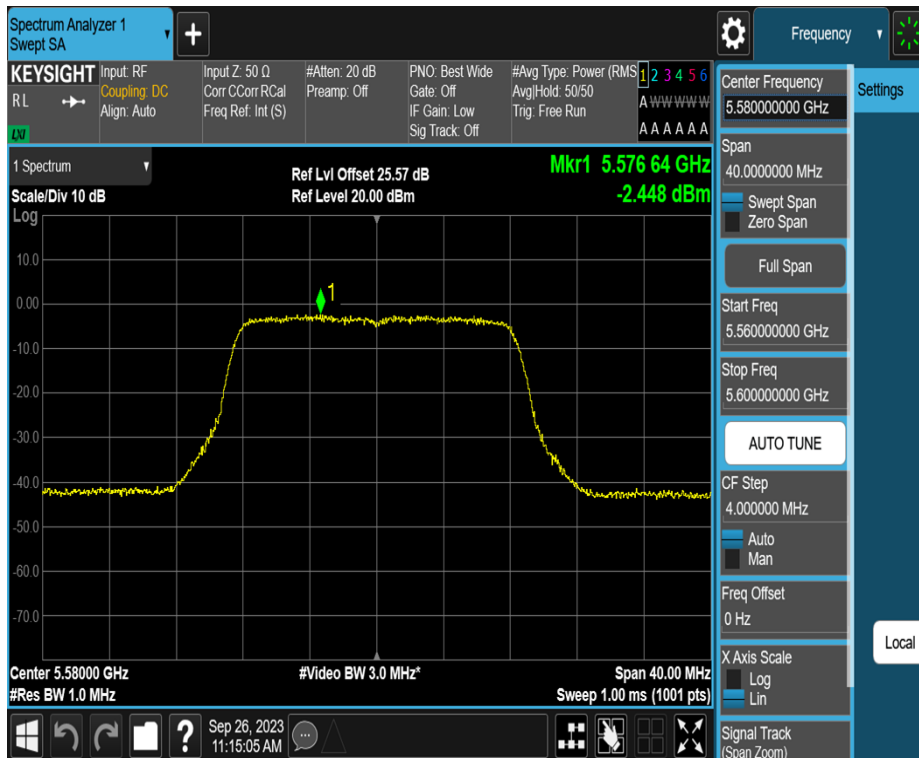 Spectrum Analyzer 1
Swept SA
+
Frequency
KEYSIGHT
RL
LXI
Input: RF
Coupling: DC
Align: Auto
Input Z: 50 Ω
Corr CCorr RCal
Freq Ref: Int (S)
#Atten: 20 dB
Preamp: Off
PNO: Best Wide
Gate: Off
IF Gain: Low
Sig Track: Off
#Avg Type: Power (RMS
Avg|Hold: 50/50
Trig: Free Run
1 2 3 4 5 6
A W W W W W
A A A A A A
1 Spectrum
Scale/Div 10 dB
Log
Ref Lvl Offset 25.57 dB
Ref Level 20.00 dBm
Mkr1 5.576 64 GHz
-2.448 dBm
1
10.0
0.00
-10.0
-20.0
-30.0
-40.0
-50.0
-60.0
-70.0
Center 5.58000 GHz
#Res BW 1.0 MHz
#Video BW 3.0 MHz*
Span 40.00 MHz
Sweep 1.00 ms (1001 pts)
?
Sep 26, 2023
11:15:05 AM
Center Frequency
5.580000000 GHz
Span
40.0000000 MHz
Swept Span
Zero Span
Full Span
Start Freq
5.560000000 GHz
Stop Freq
5.600000000 GHz
AUTO TUNE
CF Step
4.000000 MHz
Auto
Man
Freq Offset
0 Hz
X Axis Scale
Log
Lin
Signal Track
(Span Zoom)
Settings
Local